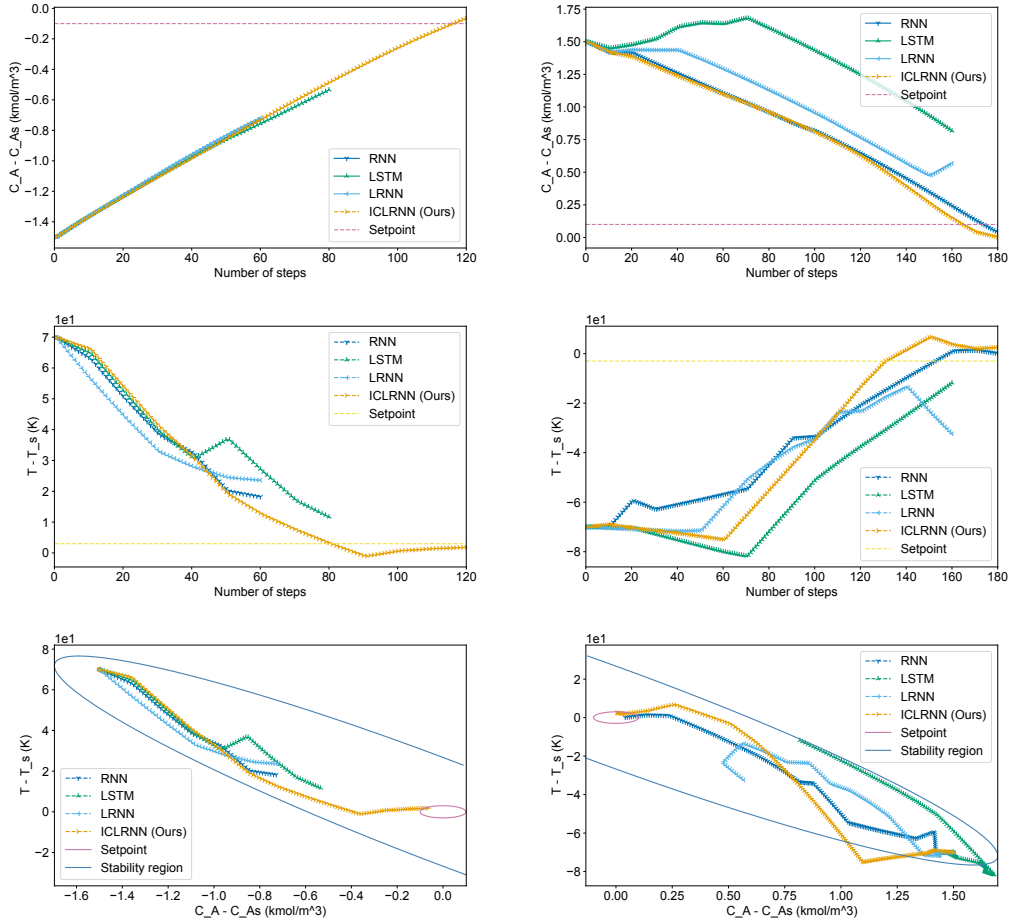 C_A - C_As (kmol/m^3)
0.0
−0.2
−0.4
−0.6
−0.8
−1.0
−1.2
−1.4
RNN
LSTM
LRNN
ICLRNN (Ours)
Setpoint
0 20 40 60 80 100 120
Number of steps
C_A - C_As (kmol/m^3)
1.75
1.50
1.25
1.00
0.75
0.50
0.25
0.00
RNN
LSTM
LRNN
ICLRNN (Ours)
Setpoint
0 20 40 60 80 100 120 140 160 180
Number of steps
1e1
T - T_s (K)
7
6
5
4
3
2
1
0
RNN
LSTM
LRNN
ICLRNN (Ours)
Setpoint
0 20 40 60 80 100 120
Number of steps
1e1
T - T_s (K)
0
−2
−4
−6
−8
RNN
LSTM
LRNN
ICLRNN (Ours)
Setpoint
0 20 40 60 80 100 120 140 160 180
Number of steps
1e1
T - T_s (K)
8
6
4
2
0
−2
RNN
LSTM
LRNN
ICLRNN (Ours)
Setpoint
Stability region
−1.6 −1.4 −1.2 −1.0 −0.8 −0.6 −0.4 −0.2 0.0
C_A - C_As (kmol/m^3)
1e1
T - T_s (K)
2
0
−2
−4
−6
−8
RNN
LSTM
LRNN
ICLRNN (Ours)
Setpoint
Stability region
0.00 0.25 0.50 0.75 1.00 1.25 1.50
C_A - C_As (kmol/m^3)